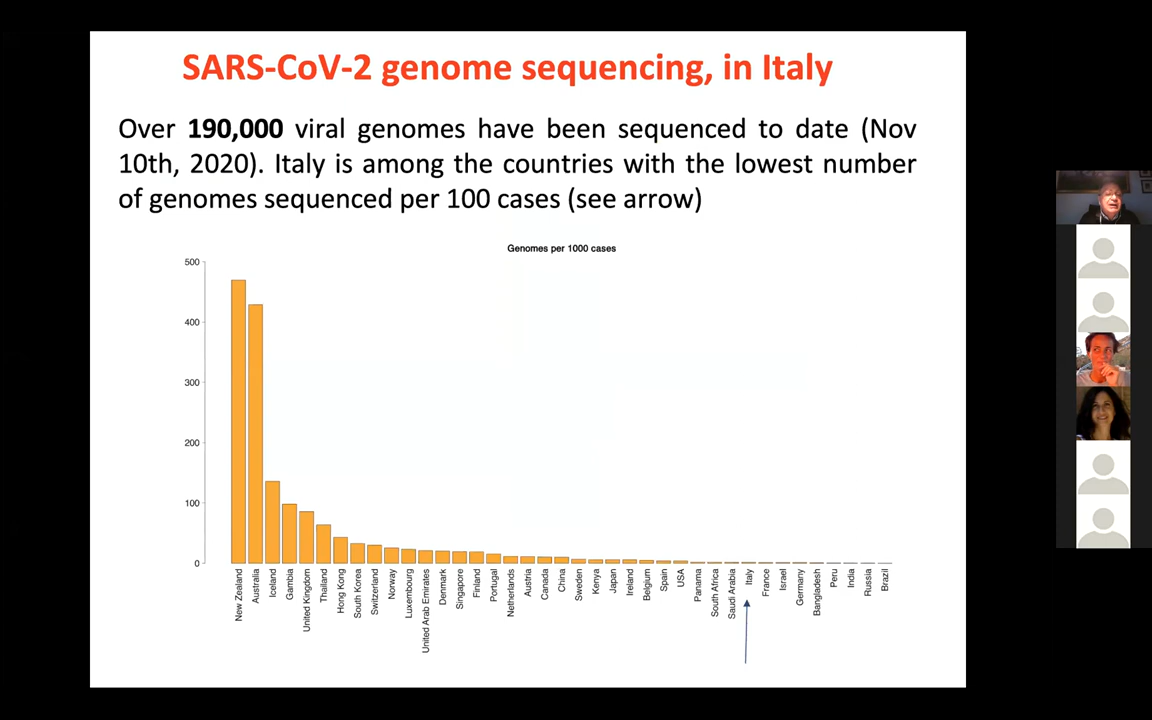 SARS-CoV-2 genome sequencing, in Italy
Over 190,000 viral genomes have been sequenced to date (Nov
10th, 2020). Italy is among the countries with the lowest number
of genomes sequenced per 100 cases (see arrow)
Genomes per 1000 cases
500
400
300
200
100
0
New Zealand
Australia
Iceland
Gambia
United Kingdom
Thailand
Hong Kong
South Korea
Switzerland
Norway
Luxembourg
United Arab Emirates
Denmark
Singapore
Finland
Portugal
Netherlands
Austria
Canada
China
Sweden
Kenya
Japan
Ireland
Belgium
Spain
USA
Panama
South Africa
Saudi Arabia
Italy
France
Israel
Germany
Bangladesh
Peru
India
Russia
Brazil